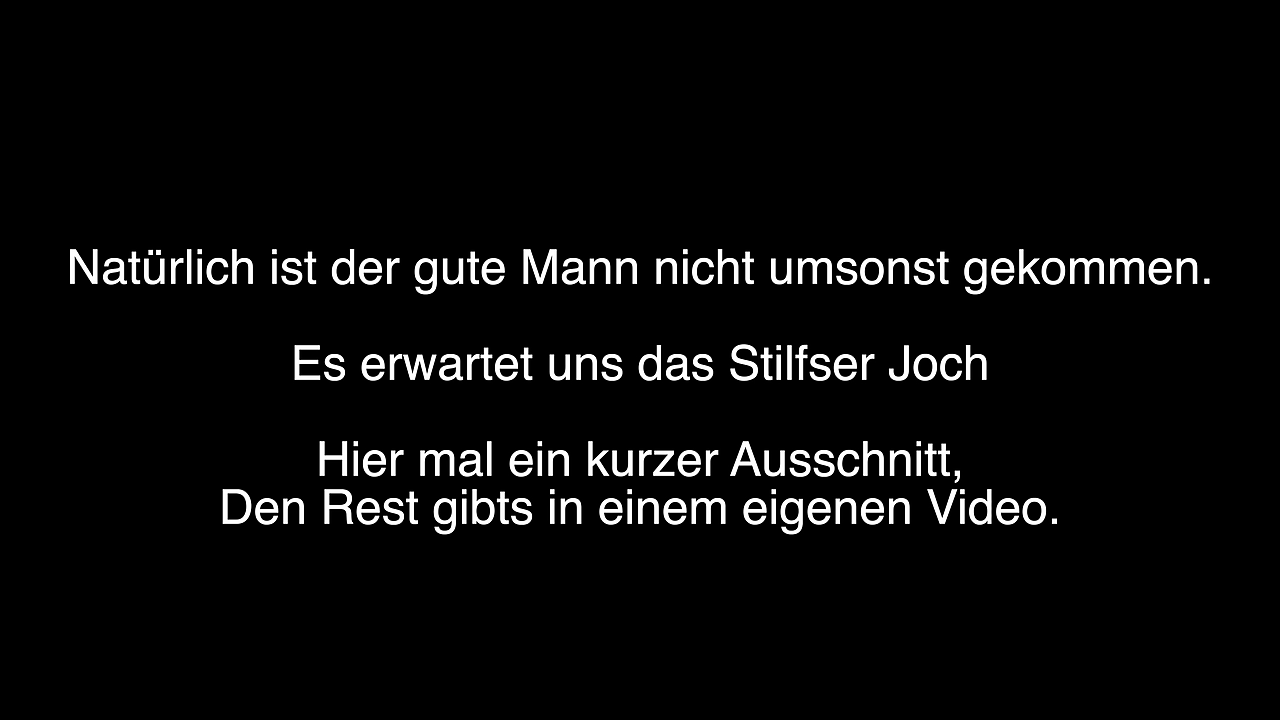 Natürlich ist der gute Mann nicht umsonst gekommen.
Es erwartet uns das Stilfser Joch
Hier mal ein kurzer Ausschnitt,
Den Rest gibts in einem eigenen Video.